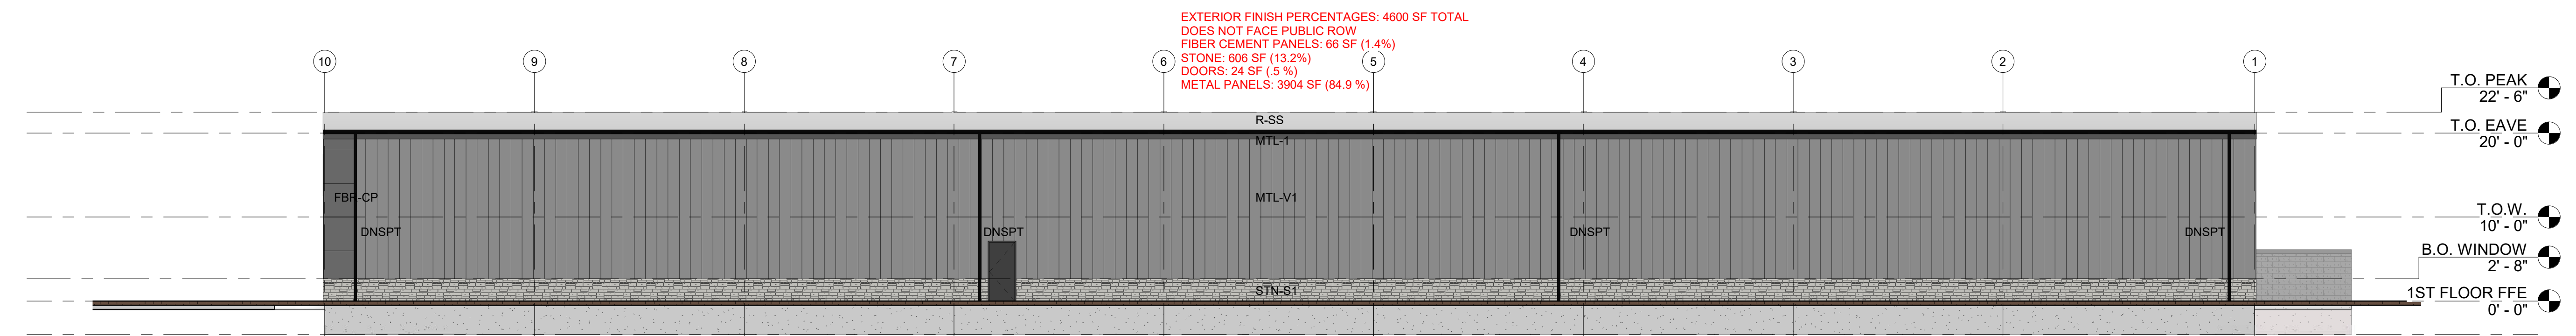 EXTERIOR FINISH PERCENTAGES: 4600 SF TOTAL
DOES NOT FACE PUBLIC ROW
FIBER CEMENT PANELS: 66 SF (1.4%)
STONE: 606 SF (13.2%)
DOORS: 24 SF (.5 %)
METAL PANELS: 3904 SF (84.9 %)
10 9 8 7 6 5 4 3 2 1
T.O. PEAK
22' - 6"
R-SS
T.O. EAVE
20' - 0"
MTL-1
FBR-CP
MTL-V1
T.O.W.
10' - 0"
DNSPT DNSPT DNSPT DNSPT
B.O. WINDOW
2' - 8"
STN-S1
1ST FLOOR FFE
0' - 0"